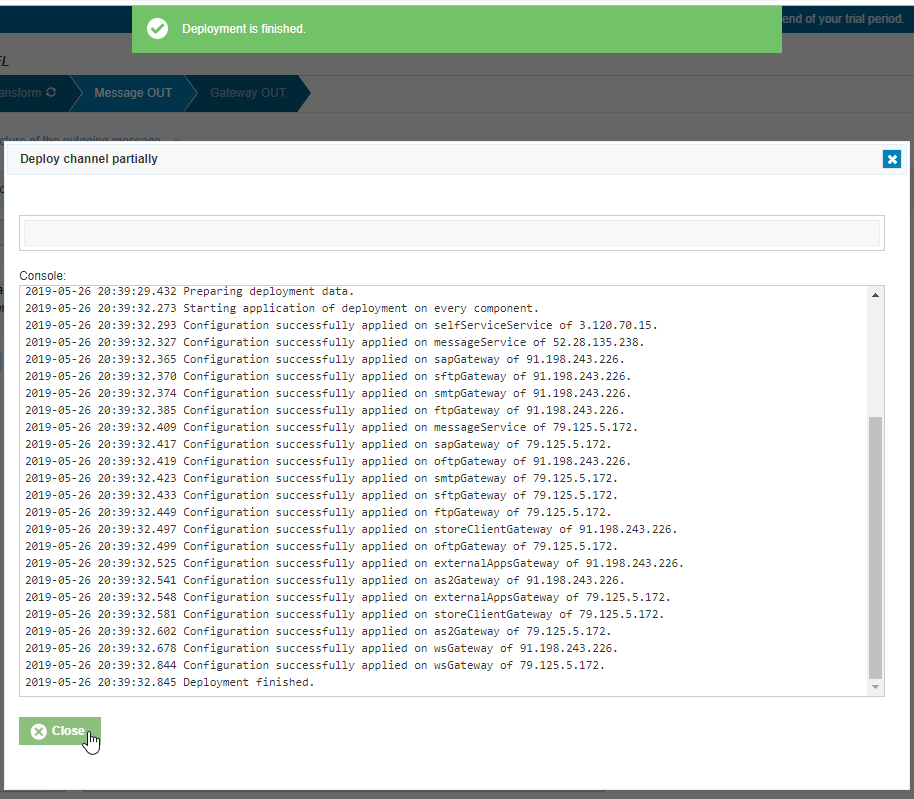 Deployment is finished.
end of your trial period.
EL
ansform
Message OUT
Gateway OUT
cture of the outgoing message
Deploy channel partially
Console:
2019-05-26 20:39:29.432 Preparing deployment data.
2019-05-26 20:39:32.273 Starting application of deployment on every component.
2019-05-26 20:39:32.293 Configuration successfully applied on selfServiceService of 3.120.70.15.
2019-05-26 20:39:32.327 Configuration successfully applied on messageService of 52.28.135.238.
2019-05-26 20:39:32.365 Configuration successfully applied on sapGateway of 91.198.243.226.
2019-05-26 20:39:32.370 Configuration successfully applied on sftpGateway of 91.198.243.226.
2019-05-26 20:39:32.374 Configuration successfully applied on smtpGateway of 91.198.243.226.
2019-05-26 20:39:32.385 Configuration successfully applied on ftpGateway of 91.198.243.226.
2019-05-26 20:39:32.409 Configuration successfully applied on messageService of 79.125.5.172.
2019-05-26 20:39:32.417 Configuration successfully applied on sapGateway of 79.125.5.172.
2019-05-26 20:39:32.419 Configuration successfully applied on oftpGateway of 91.198.243.226.
2019-05-26 20:39:32.423 Configuration successfully applied on smtpGateway of 79.125.5.172.
2019-05-26 20:39:32.433 Configuration successfully applied on sftpGateway of 79.125.5.172.
2019-05-26 20:39:32.449 Configuration successfully applied on ftpGateway of 79.125.5.172.
2019-05-26 20:39:32.497 Configuration successfully applied on storeClientGateway of 91.198.243.226.
2019-05-26 20:39:32.499 Configuration successfully applied on oftpGateway of 79.125.5.172.
2019-05-26 20:39:32.525 Configuration successfully applied on externalAppsGateway of 91.198.243.226.
2019-05-26 20:39:32.541 Configuration successfully applied on as2Gateway of 91.198.243.226.
2019-05-26 20:39:32.548 Configuration successfully applied on externalAppsGateway of 79.125.5.172.
2019-05-26 20:39:32.581 Configuration successfully applied on storeClientGateway of 79.125.5.172.
2019-05-26 20:39:32.602 Configuration successfully applied on as2Gateway of 79.125.5.172.
2019-05-26 20:39:32.678 Configuration successfully applied on wsGateway of 91.198.243.226.
2019-05-26 20:39:32.844 Configuration successfully applied on wsGateway of 79.125.5.172.
2019-05-26 20:39:32.845 Deployment finished.
Close